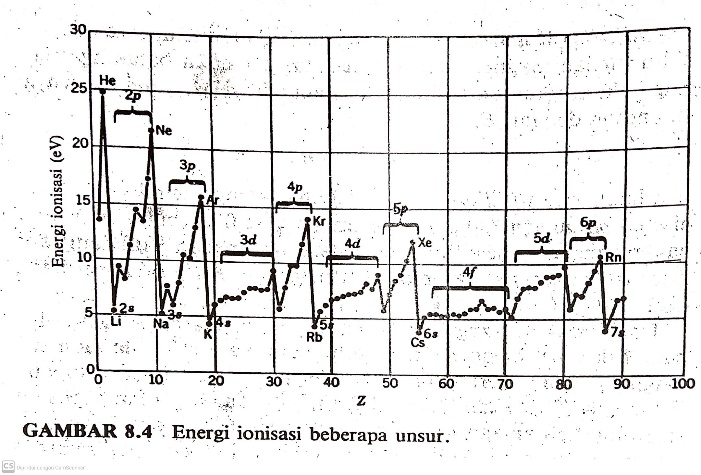 30
He
25
2p
Ne
20
3p
Ar
15
4p
Kr
5p
Xe
3d
4d
4f
5d
6p
Rn
10
5
Li
2s
Na
3s
K
4s
Rb
5s
Cs
6s
7s
0
Energi ionisasi (eV)
0 10 20 30 40 50 60 70 80 90 100
Z
GAMBAR 8.4 Energi ionisasi beberapa unsur.
CS